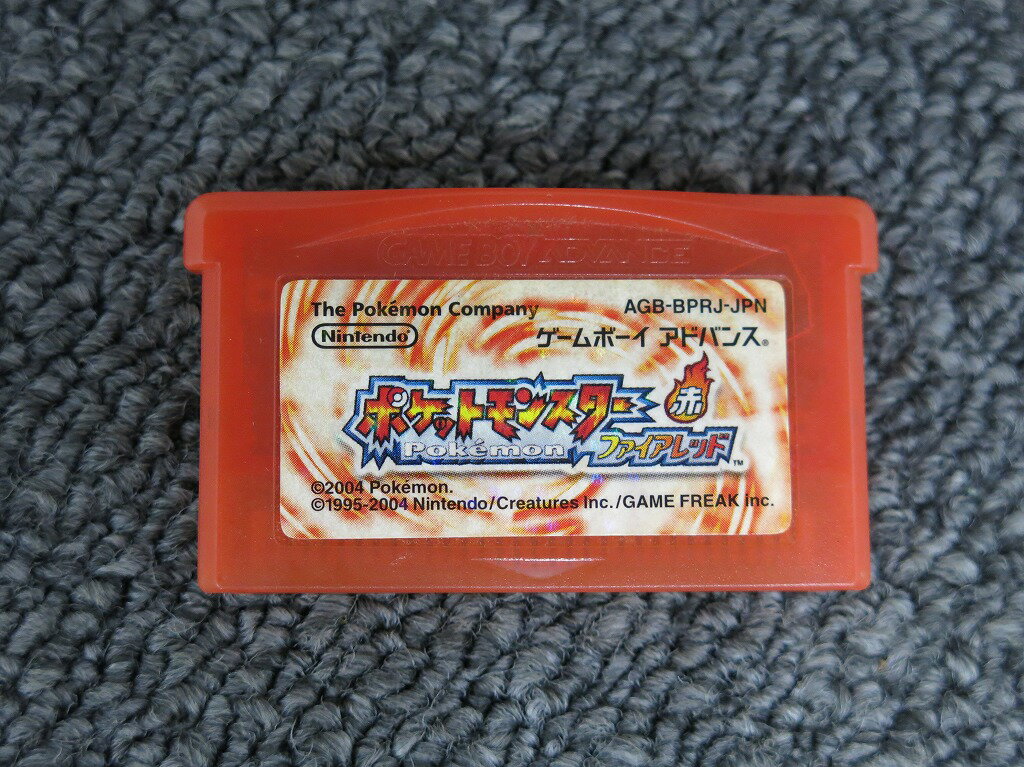 GAME BOY ADVANCE
The Pokémon Company AGB-BPRJ-JPN
Nintendo ゲームボーイ アドバンス®
ポケットモンスター 赤
Pokémon ファイアレッド™
©2004 Pokémon.
©1995-2004 Nintendo/Creatures Inc./GAME FREAK inc.